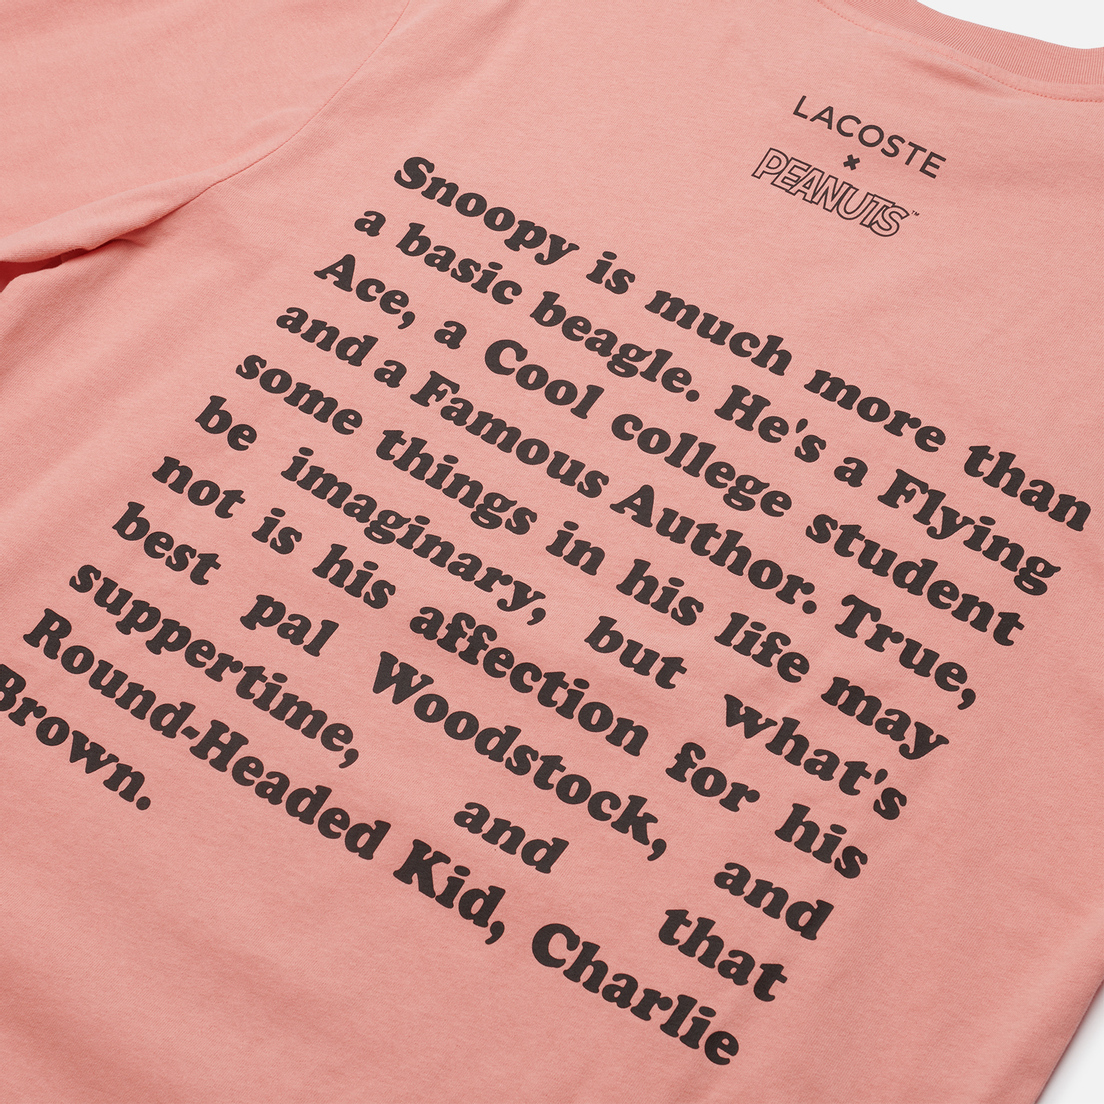 LACOSTE
×
PEANUTS™
Snoopy is much more than
a basic beagle. He's a Flying
Ace, a Cool college student
and a Famous Author. True,
some things in his life may
be imaginary, but what's
not is his affection for his
best pal Woodstock, and
suppertime, and that
Round-Headed Kid, Charlie
Brown.